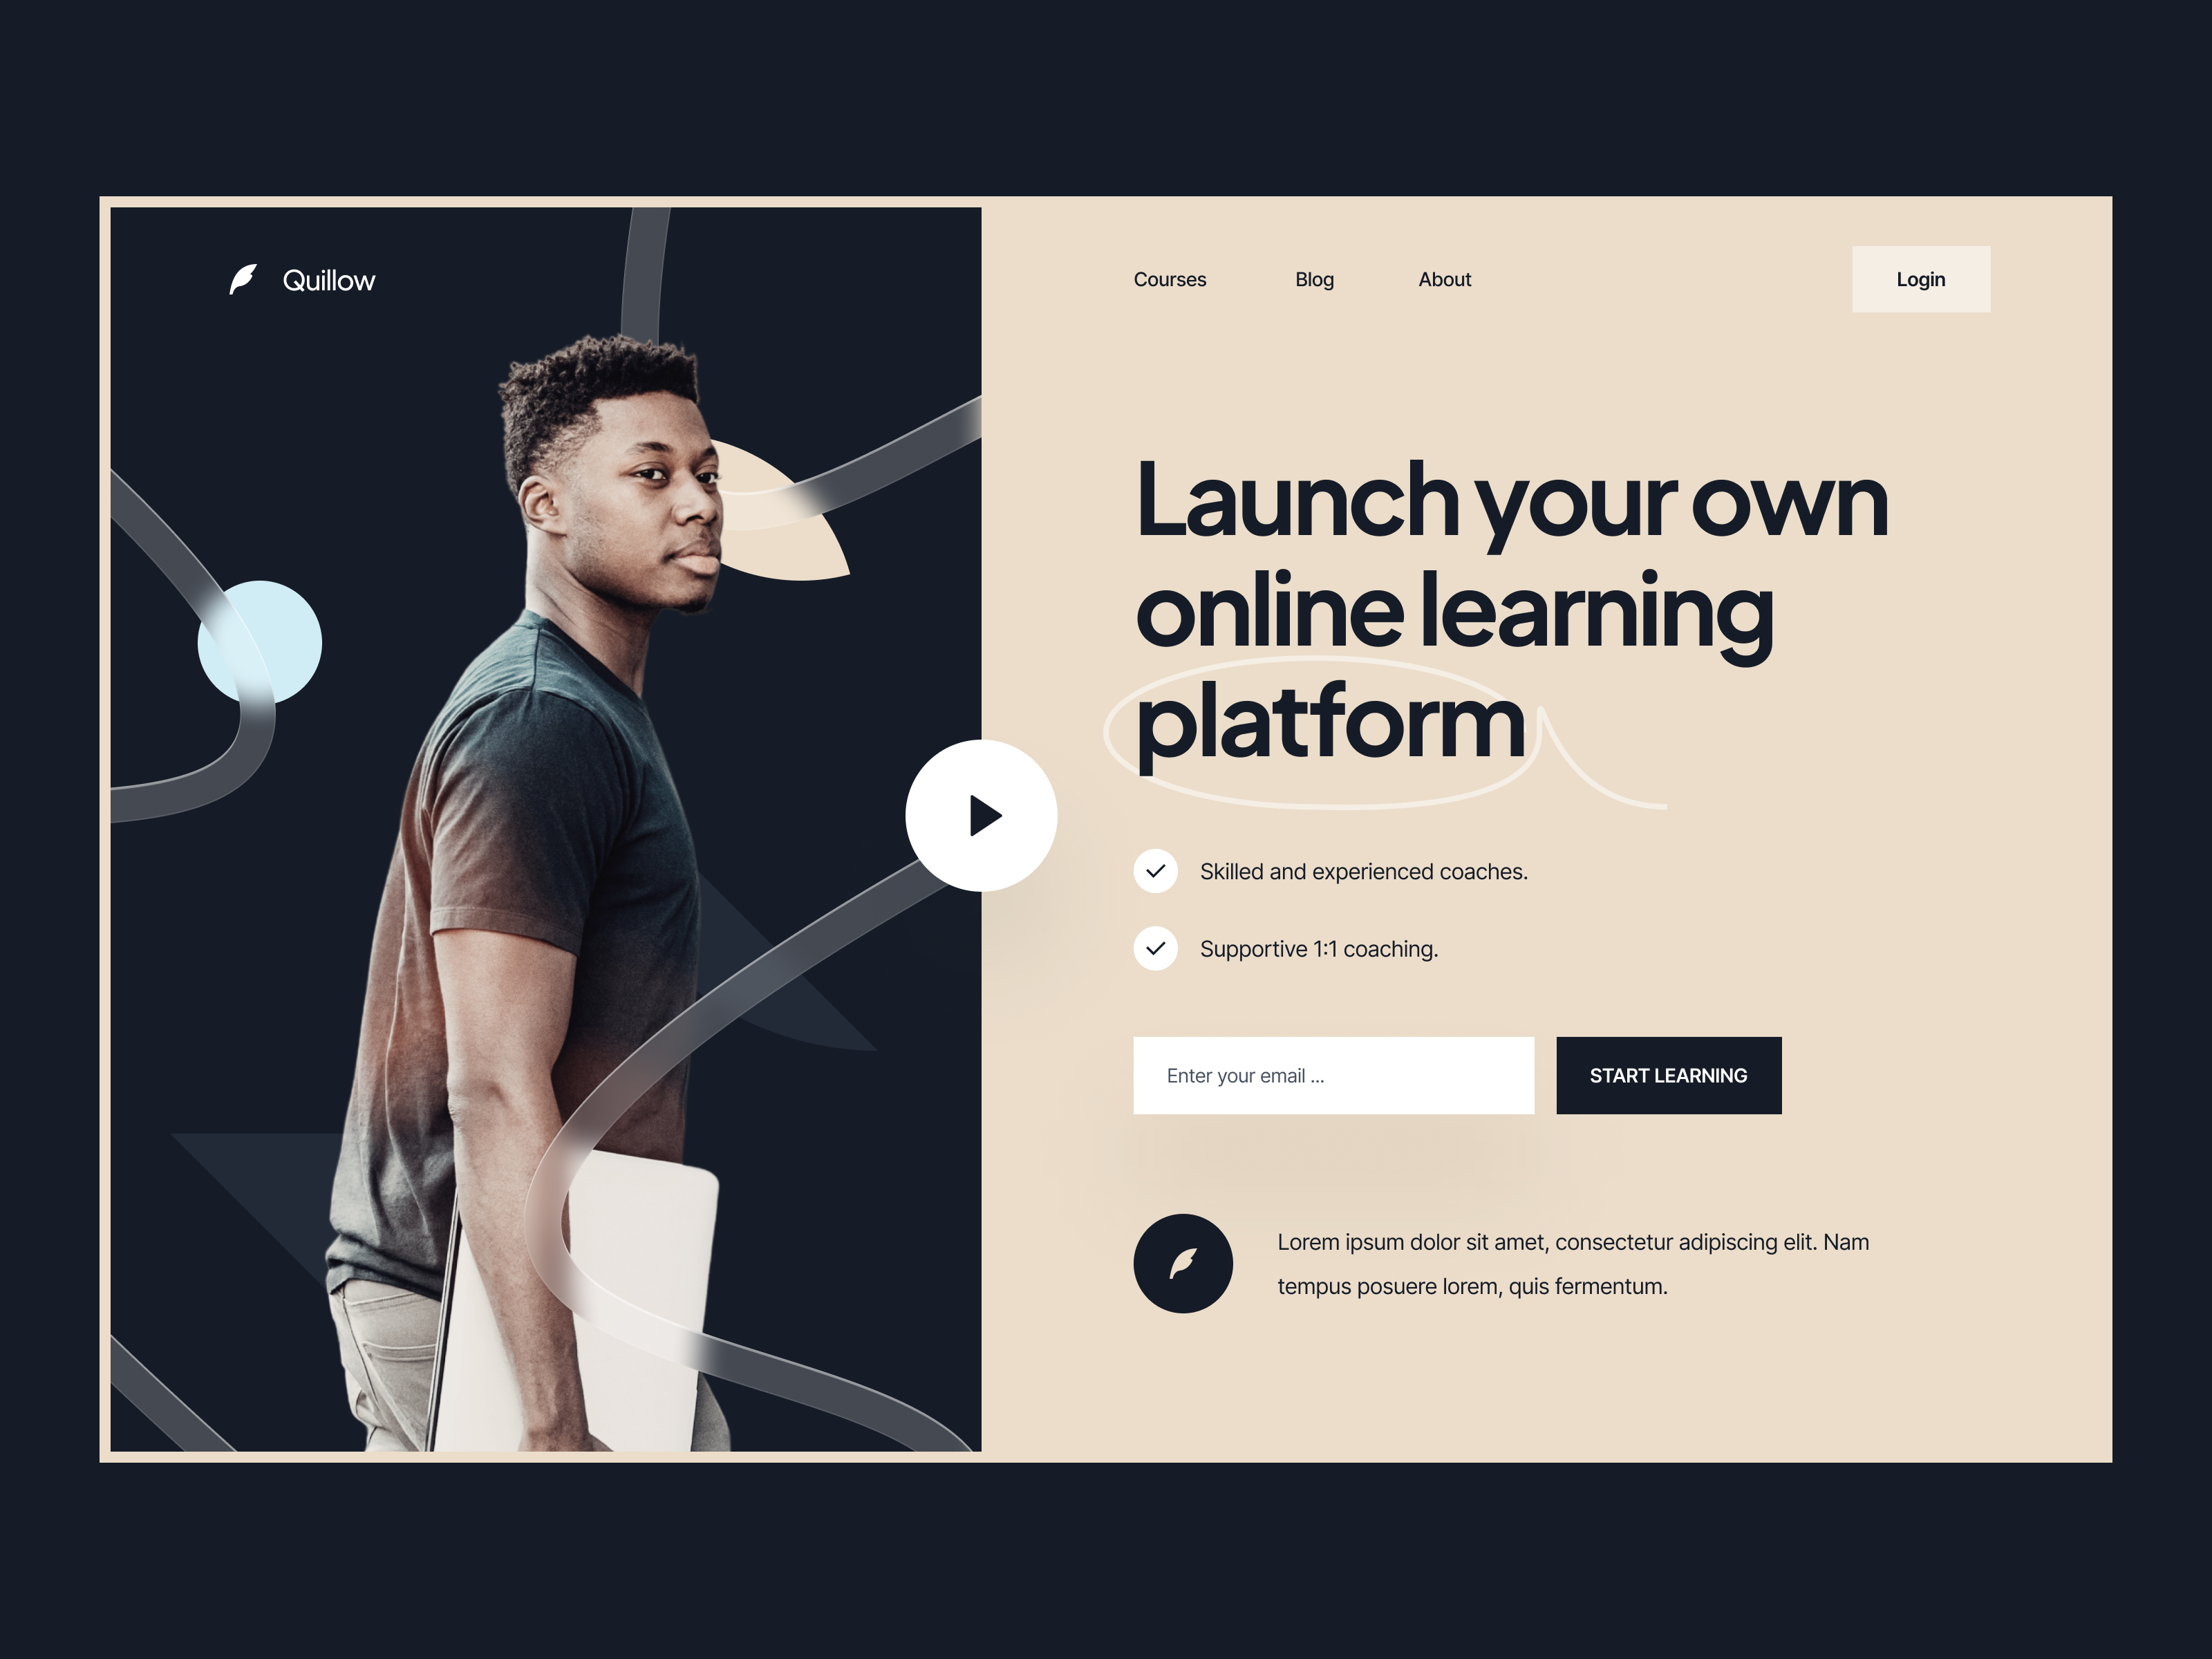 Quillow
Courses Blog About Login
Launch your own
online learning
platform
Skilled and experienced coaches.
Supportive 1:1 coaching.
Enter your email ...
START LEARNING
Lorem ipsum dolor sit amet, consectetur adipiscing elit. Nam
tempus posuere lorem, quis fermentum.